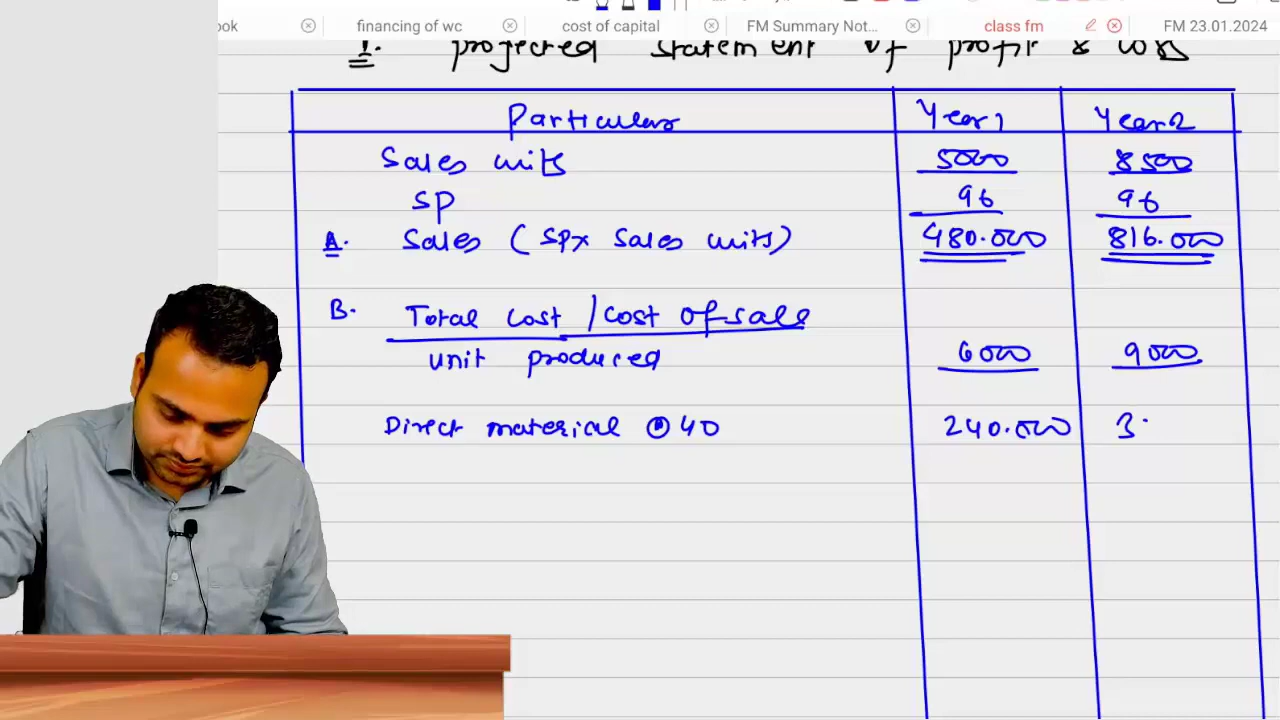 ook financing of wc cost of capital FM Summary Not... class fm FM 23.01.2024
1. projected statement of profit & loss
Particulars Year 1 Year 2
Sales units 5000 8500
SP 96 96
A. Sales (SPx Sales units) 480.000 816.000
B. Total cost / cost of sale
unit produced 6000 9000
Direct material @ 40 240.000 3.